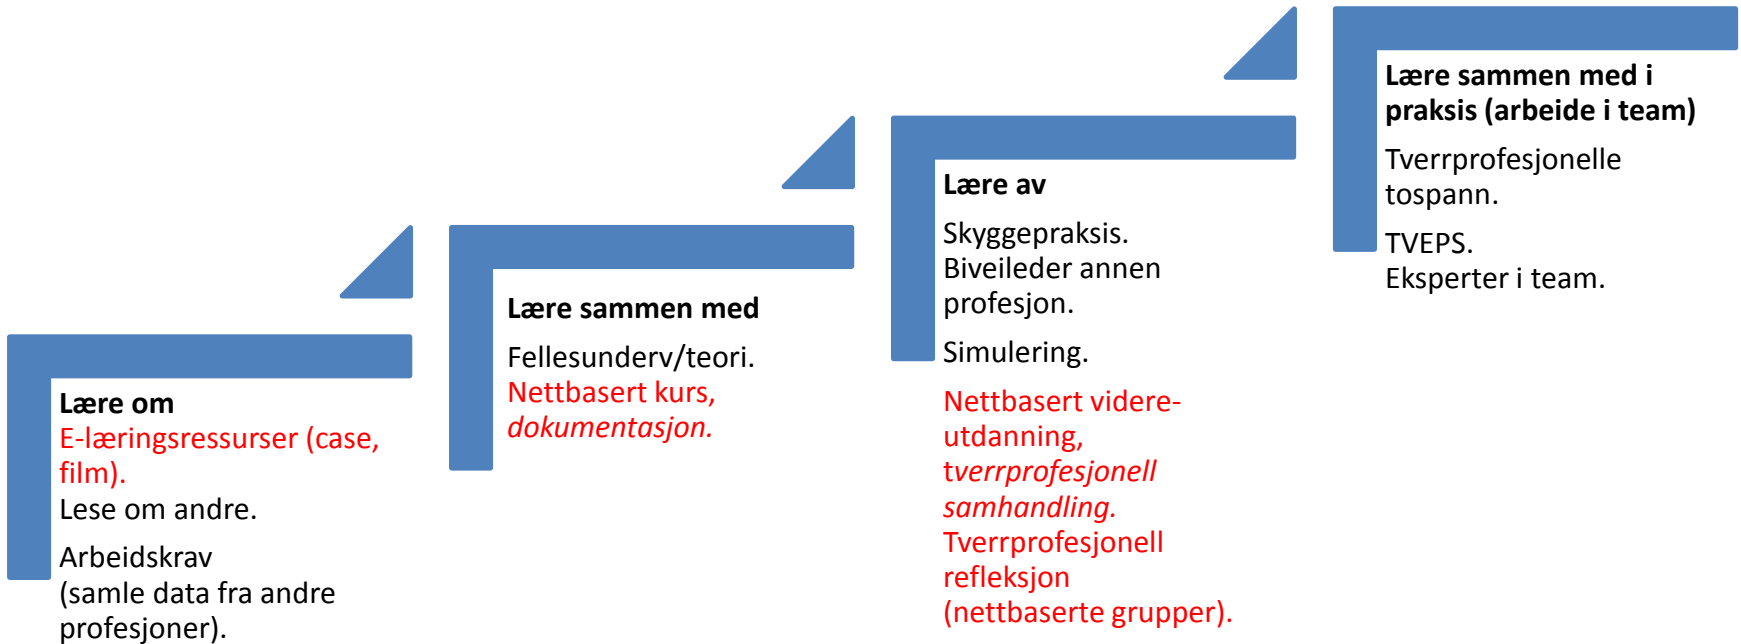 Lære om
E-læringsressurser (case,
film).
Lese om andre.
Arbeidskrav
(samle data fra andre
profesjoner).
Lære sammen med
Fellesunderv/teori.
Nettbasert kurs,
dokumentasjon.
Lære av
Skyggepraksis.
Biveileder annen
profesjon.
Simulering.
Nettbasert videre-
utdanning,
tverrprofesjonell
samhandling.
Tverrprofesjonell
refleksjon
(nettbaserte grupper).
Lære sammen med i
praksis (arbeide i team)
Tverrprofesjonelle
tospann.
TVEPS.
Eksperter i team.